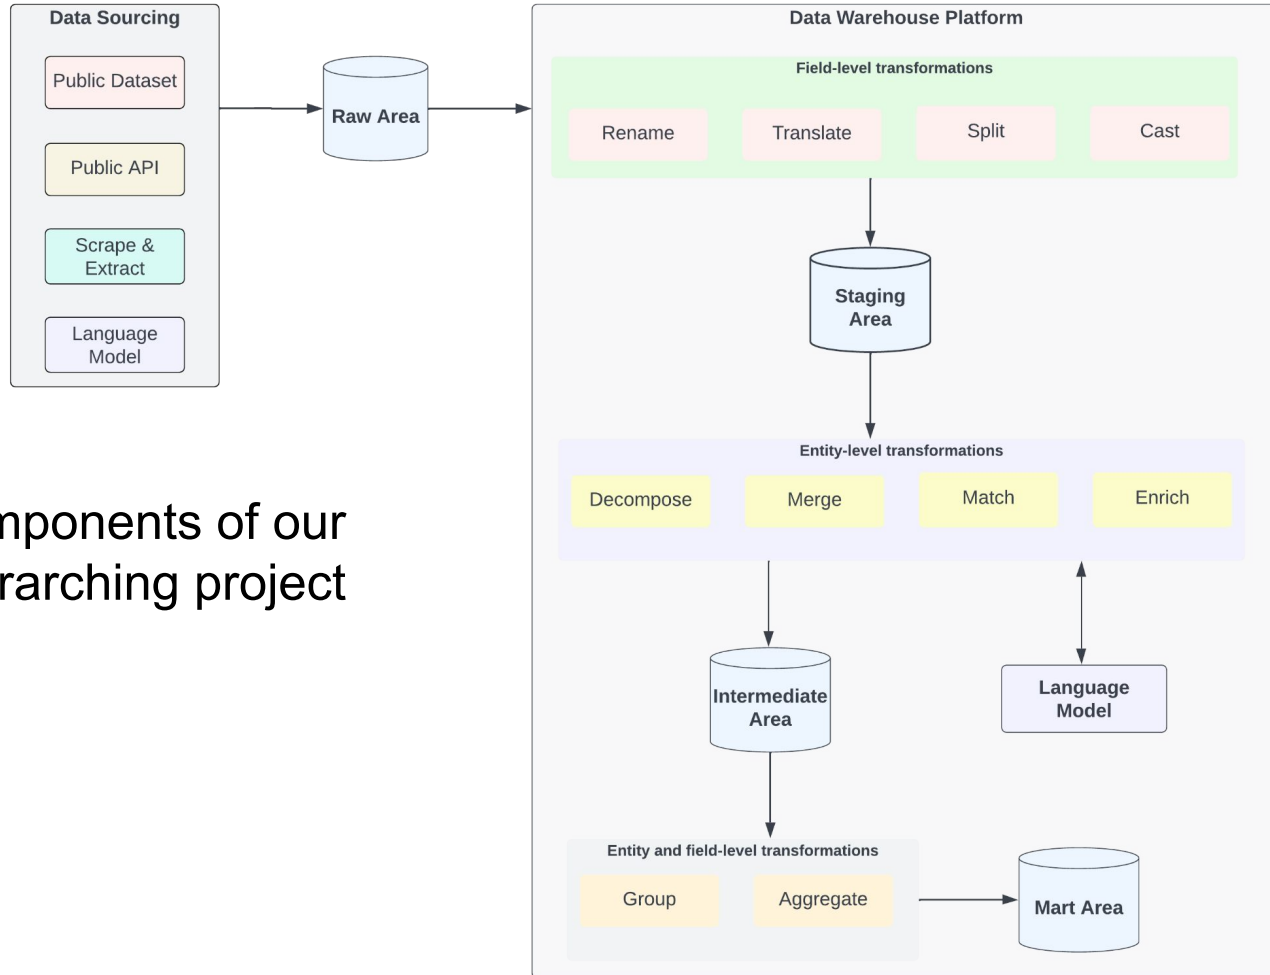 Data Sourcing
Public Dataset
Public API
Scrape &
Extract
Language
Model
Raw Area
Data Warehouse Platform
Field-level transformations
Rename
Translate
Split
Cast
Staging
Area
Entity-level transformations
Decompose
Merge
Match
Enrich
Intermediate
Area
Language
Model
Entity and field-level transformations
Group
Aggregate
Mart Area
mponents of our
rarching project